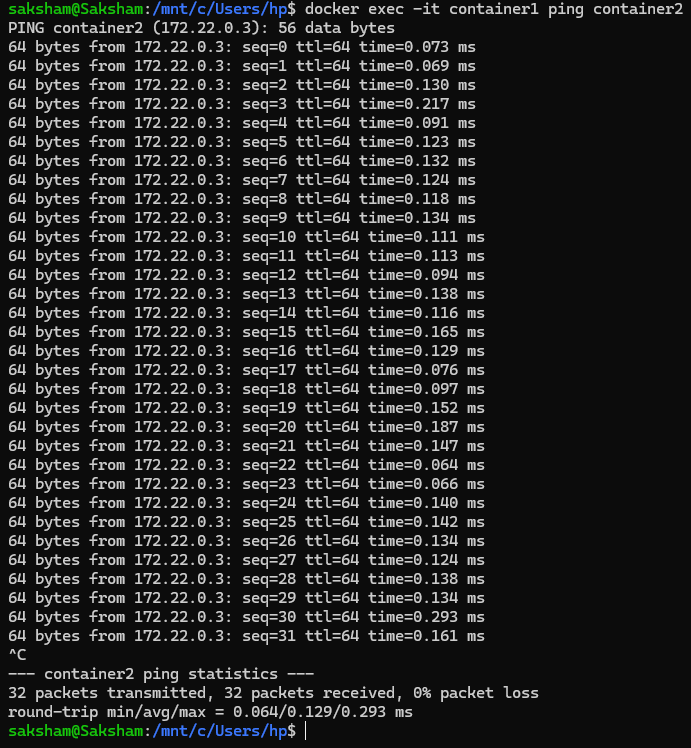 saksham@Saksham:/mnt/c/Users/hp$ docker exec -it container1 ping container2
PING container2 (172.22.0.3): 56 data bytes
64 bytes from 172.22.0.3: seq=0 ttl=64 time=0.073 ms
64 bytes from 172.22.0.3: seq=1 ttl=64 time=0.069 ms
64 bytes from 172.22.0.3: seq=2 ttl=64 time=0.130 ms
64 bytes from 172.22.0.3: seq=3 ttl=64 time=0.217 ms
64 bytes from 172.22.0.3: seq=4 ttl=64 time=0.091 ms
64 bytes from 172.22.0.3: seq=5 ttl=64 time=0.123 ms
64 bytes from 172.22.0.3: seq=6 ttl=64 time=0.132 ms
64 bytes from 172.22.0.3: seq=7 ttl=64 time=0.124 ms
64 bytes from 172.22.0.3: seq=8 ttl=64 time=0.118 ms
64 bytes from 172.22.0.3: seq=9 ttl=64 time=0.134 ms
64 bytes from 172.22.0.3: seq=10 ttl=64 time=0.111 ms
64 bytes from 172.22.0.3: seq=11 ttl=64 time=0.113 ms
64 bytes from 172.22.0.3: seq=12 ttl=64 time=0.094 ms
64 bytes from 172.22.0.3: seq=13 ttl=64 time=0.138 ms
64 bytes from 172.22.0.3: seq=14 ttl=64 time=0.116 ms
64 bytes from 172.22.0.3: seq=15 ttl=64 time=0.165 ms
64 bytes from 172.22.0.3: seq=16 ttl=64 time=0.129 ms
64 bytes from 172.22.0.3: seq=17 ttl=64 time=0.076 ms
64 bytes from 172.22.0.3: seq=18 ttl=64 time=0.097 ms
64 bytes from 172.22.0.3: seq=19 ttl=64 time=0.152 ms
64 bytes from 172.22.0.3: seq=20 ttl=64 time=0.187 ms
64 bytes from 172.22.0.3: seq=21 ttl=64 time=0.147 ms
64 bytes from 172.22.0.3: seq=22 ttl=64 time=0.064 ms
64 bytes from 172.22.0.3: seq=23 ttl=64 time=0.066 ms
64 bytes from 172.22.0.3: seq=24 ttl=64 time=0.140 ms
64 bytes from 172.22.0.3: seq=25 ttl=64 time=0.142 ms
64 bytes from 172.22.0.3: seq=26 ttl=64 time=0.134 ms
64 bytes from 172.22.0.3: seq=27 ttl=64 time=0.124 ms
64 bytes from 172.22.0.3: seq=28 ttl=64 time=0.138 ms
64 bytes from 172.22.0.3: seq=29 ttl=64 time=0.134 ms
64 bytes from 172.22.0.3: seq=30 ttl=64 time=0.293 ms
64 bytes from 172.22.0.3: seq=31 ttl=64 time=0.161 ms
^C
--- container2 ping statistics ---
32 packets transmitted, 32 packets received, 0% packet loss
round-trip min/avg/max = 0.064/0.129/0.293 ms
saksham@Saksham:/mnt/c/Users/hp$